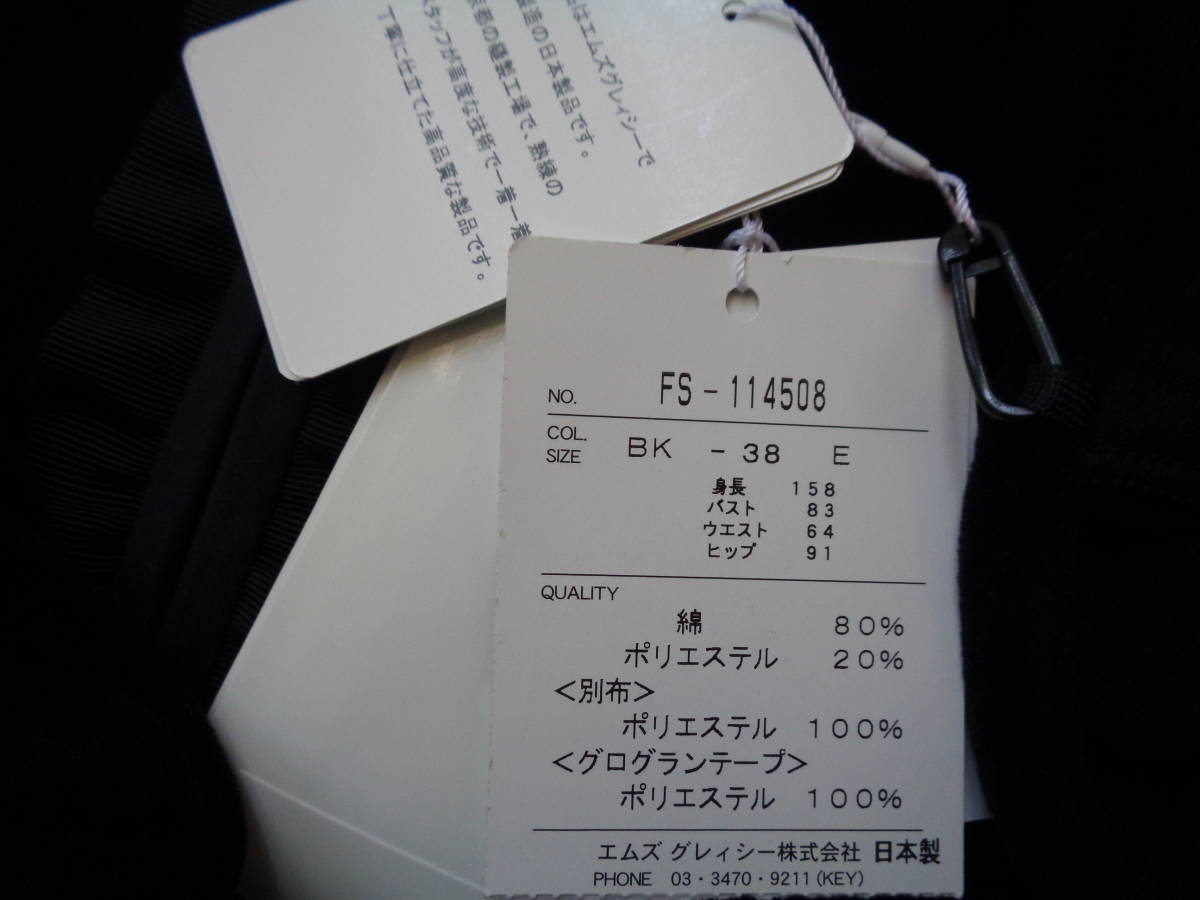 品はエムズグレィシーで
製造の日本製品です。
京都の縫製工場で、熟練の
スタッフが高度な技術で一着一着
丁寧に仕立てた高品質な製品です。
NO. FS-114508
COL. SIZE BK -38 E
身長 158
バスト 83
ウエスト 64
ヒップ 91
QUALITY
綿 80%
ポリエステル 20%
<別布>
ポリエステル 100%
<グログランテープ>
ポリエステル 100%
エムズ グレィシー株式会社 日本製
PHONE 03・3470・9211(KEY)